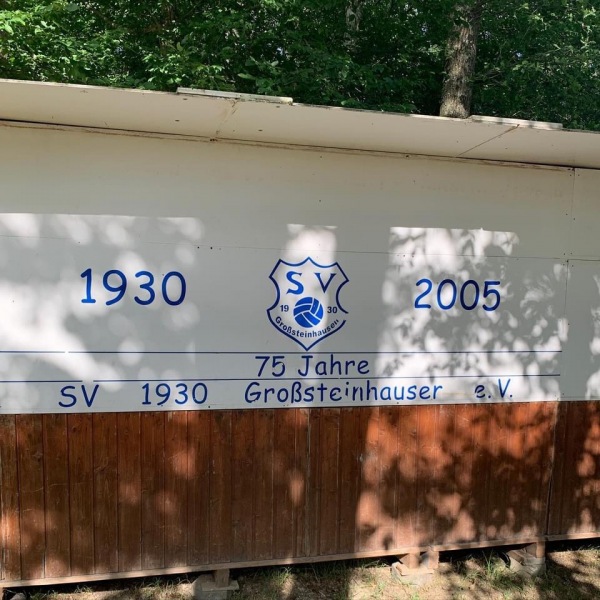 1930
SV
19 30
Großsteinhausen
2005
75 Jahre
SV 1930 Großsteinhauser e.V.